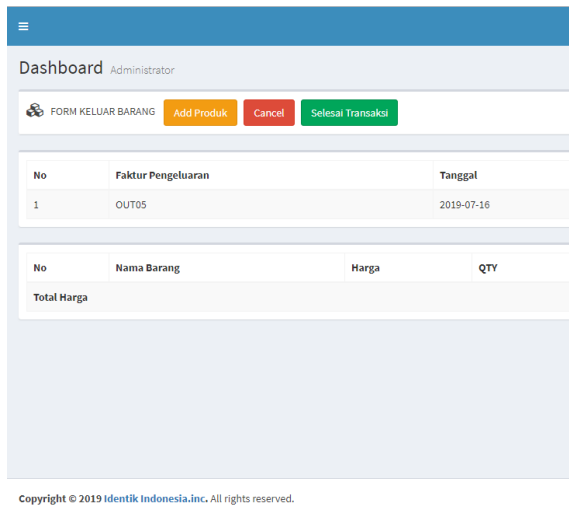 Dashboard Administrator
FORM KELUAR BARANG Add Produk Cancel Selesai Transaksi
No Faktur Pengeluaran Tanggal
1 OUT05 2019-07-16
No Nama Barang Harga QTY
Total Harga
Copyright © 2019 Identik Indonesia.inc. All rights reserved.